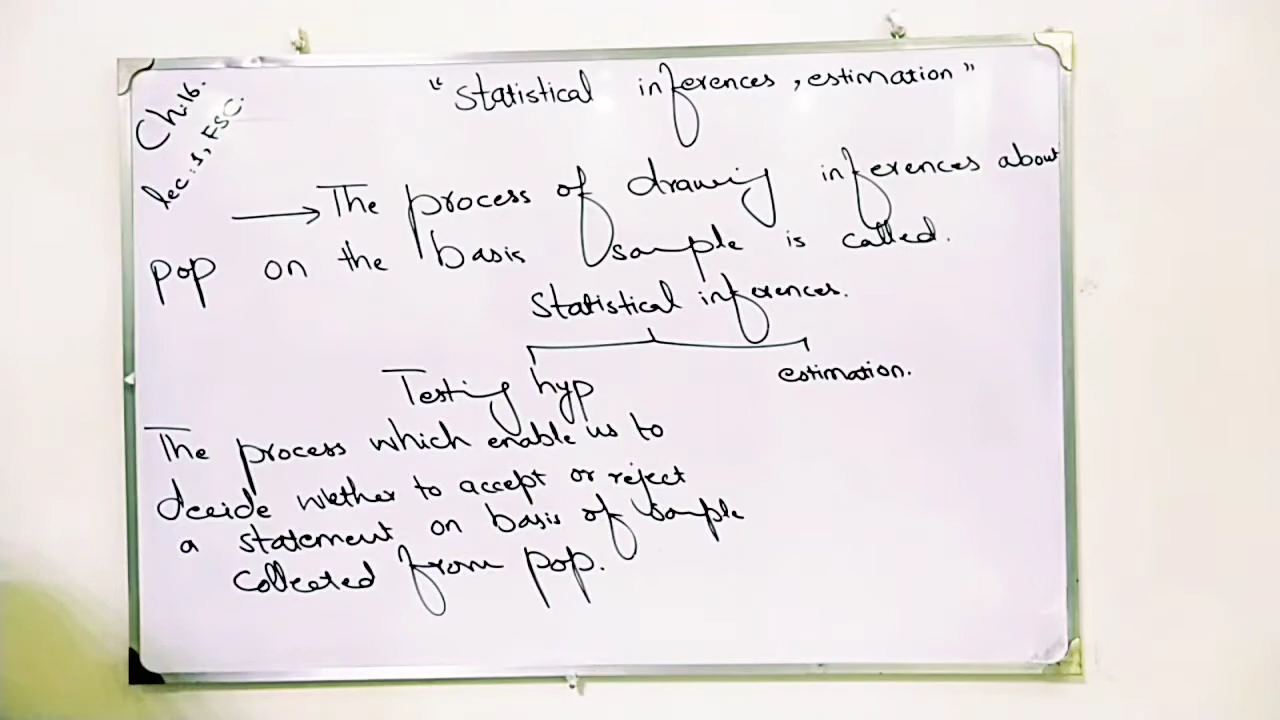 Ch.16.
lec:1, FSC.
"Statistical inferences, estimation"
→ The process of drawing inferences about
pop on the basis sample is called.
Statistical inferences.
Testing hyp
estimation.
The process which enable us to
decide wether to accept or reject
a statement on basis of sample
collected from pop.